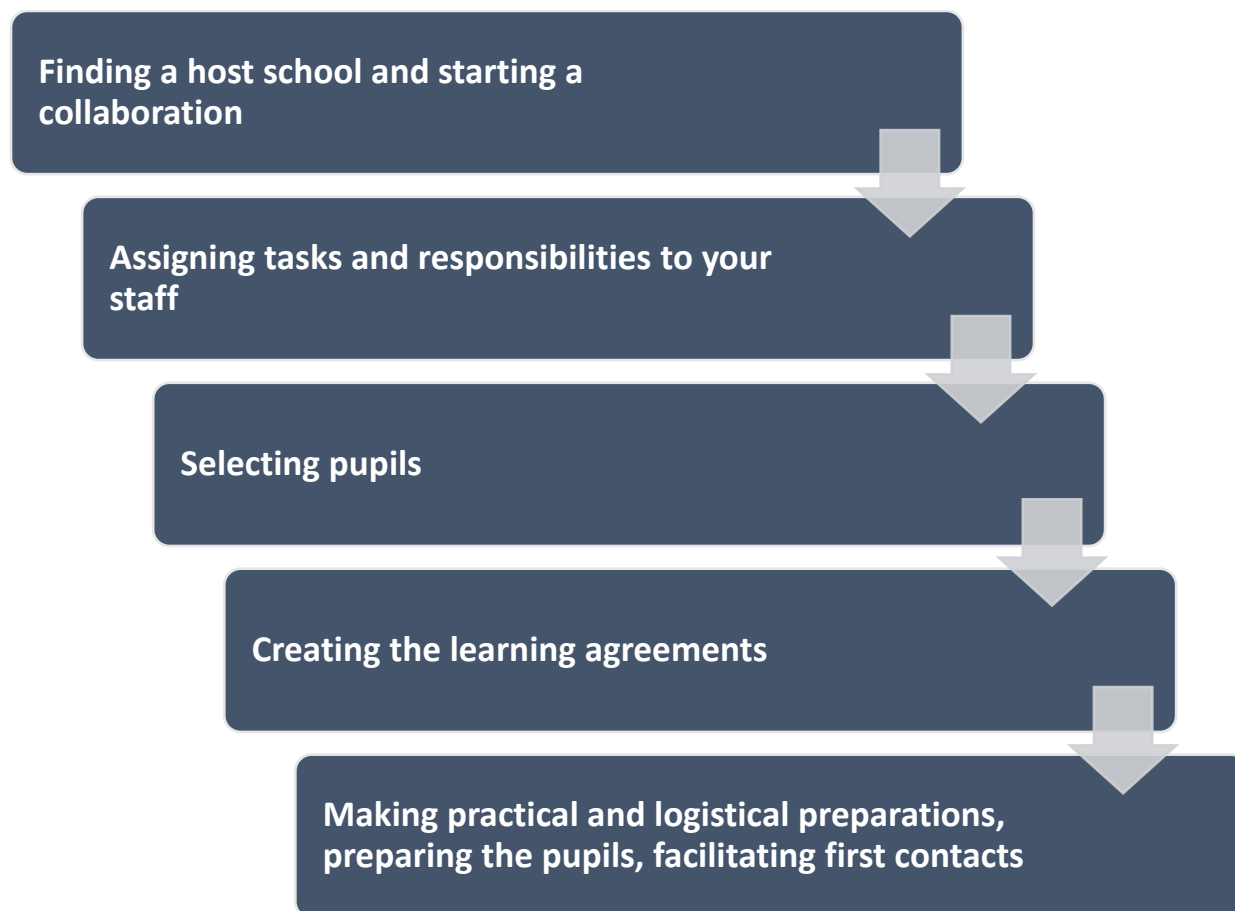 Finding a host school and starting a
collaboration
Assigning tasks and responsibilities to your
staff
Selecting pupils
Creating the learning agreements
Making practical and logistical preparations,
preparing the pupils, facilitating first contacts